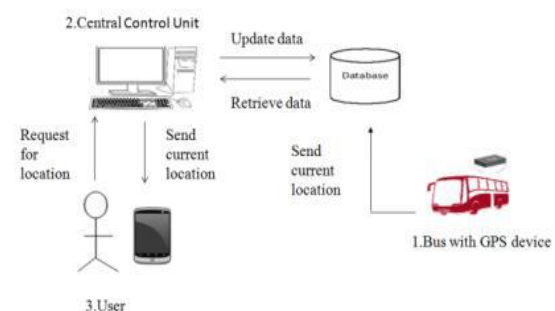 2.Central Control Unit
Update data
Database
Retrieve data
Request
for
location
Send
current
location
Send
current
location
1.Bus with GPS device
3.User